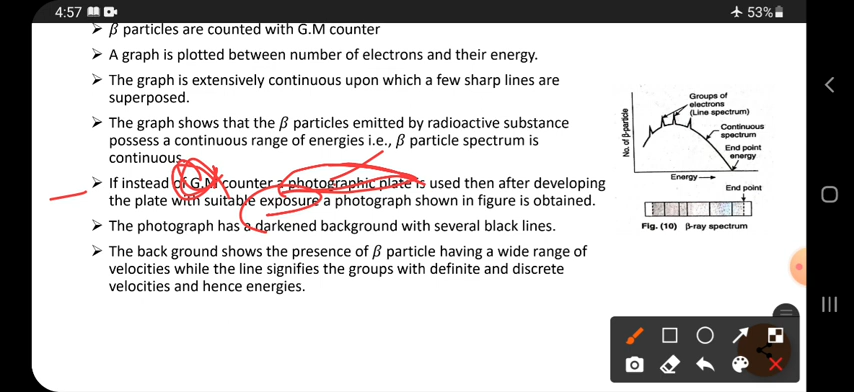 4:57
53%
➢ β particles are counted with G.M counter
➢ A graph is plotted between number of electrons and their energy.
➢ The graph is extensively continuous upon which a few sharp lines are
superposed.
➢ The graph shows that the β particles emitted by radioactive substance
possess a continuous range of energies i.e., β particle spectrum is
continuous
➢ If instead of G.M counter a photographic plate is used then after developing
the plate with suitable exposure a photograph shown in figure is obtained.
➢ The photograph has a darkened background with several black lines.
➢ The back ground shows the presence of β particle having a wide range of
velocities while the line signifies the groups with definite and discrete
velocities and hence energies.
No. of β-particle
Groups of
electrons
(Line spectrum)
Continuous
spectrum
End point
energy
Energy
End point
Fig. (10) β-ray spectrum